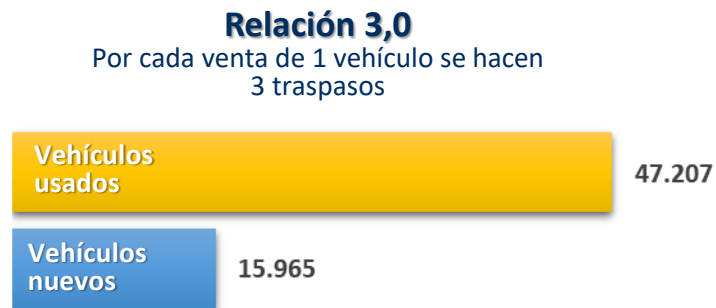 Relación 3,0
Por cada venta de 1 vehículo se hacen
3 traspasos
Vehículos
usados
47.207
Vehículos
nuevos
15.965